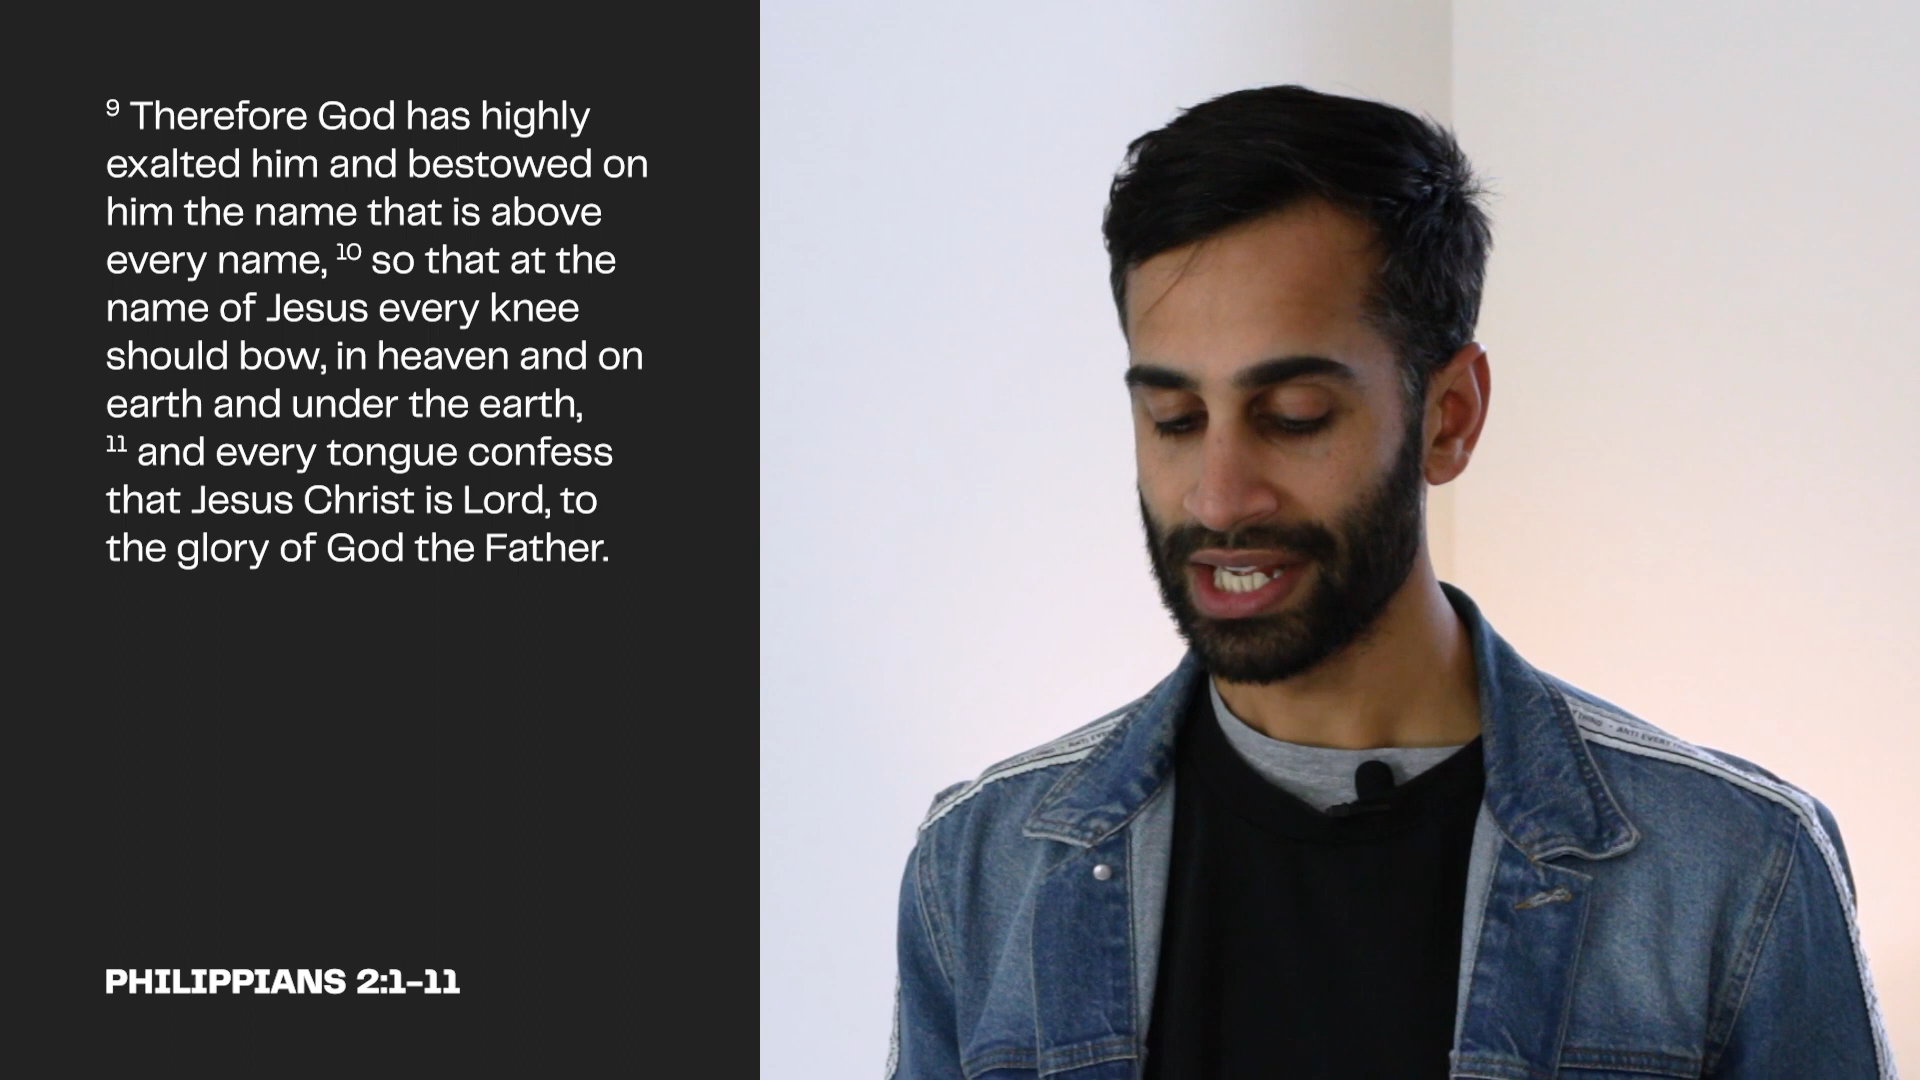 ⁹ Therefore God has highly
exalted him and bestowed on
him the name that is above
every name, ¹⁰ so that at the
name of Jesus every knee
should bow, in heaven and on
earth and under the earth,
¹¹ and every tongue confess
that Jesus Christ is Lord, to
the glory of God the Father.
PHILIPPIANS 2:1–11
ANTI EVERYTHING